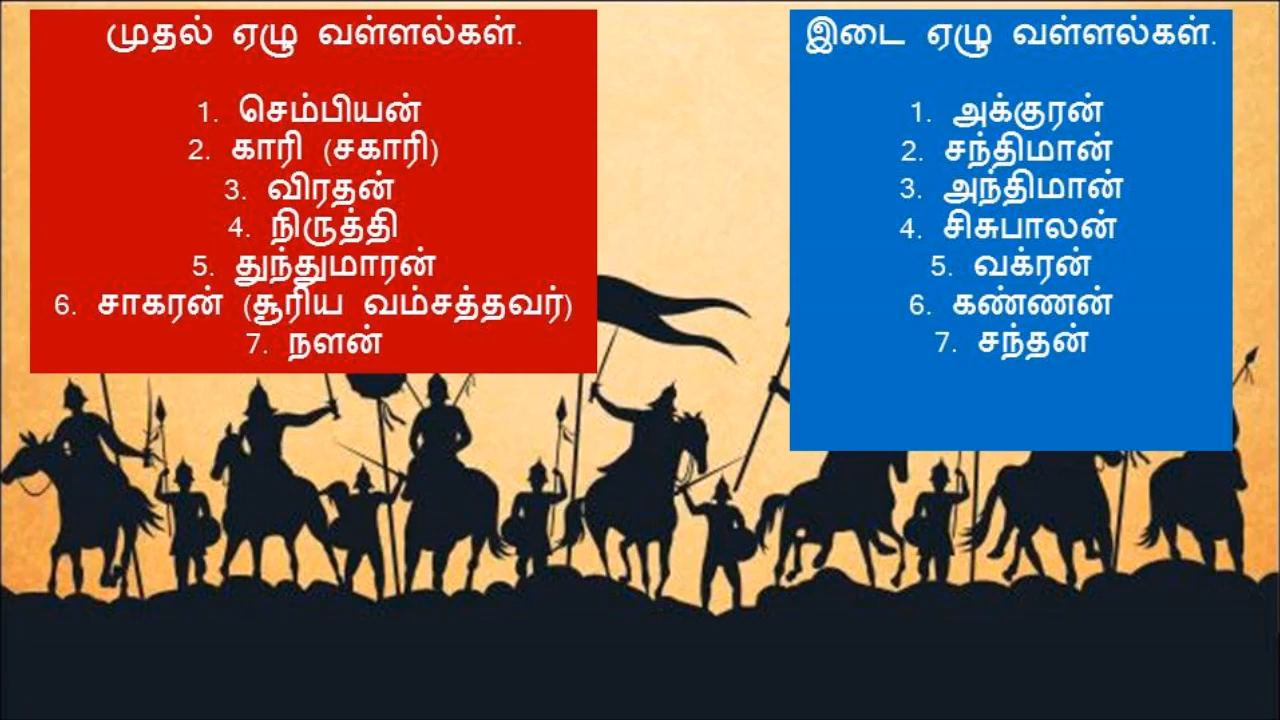 முதல் ஏழு வள்ளல்கள்.
1. செம்பியன்
2. காரி (சகாரி)
3. விரதன்
4. நிருத்தி
5. துந்துமாரன்
6. சாகரன் (சூரிய வம்சத்தவர்)
7. நளன்
இடை ஏழு வள்ளல்கள்.
1. அக்குரன்
2. சந்திமான்
3. அந்திமான்
4. சிசுபாலன்
5. வக்ரன்
6. கண்ணன்
7. சந்தன்